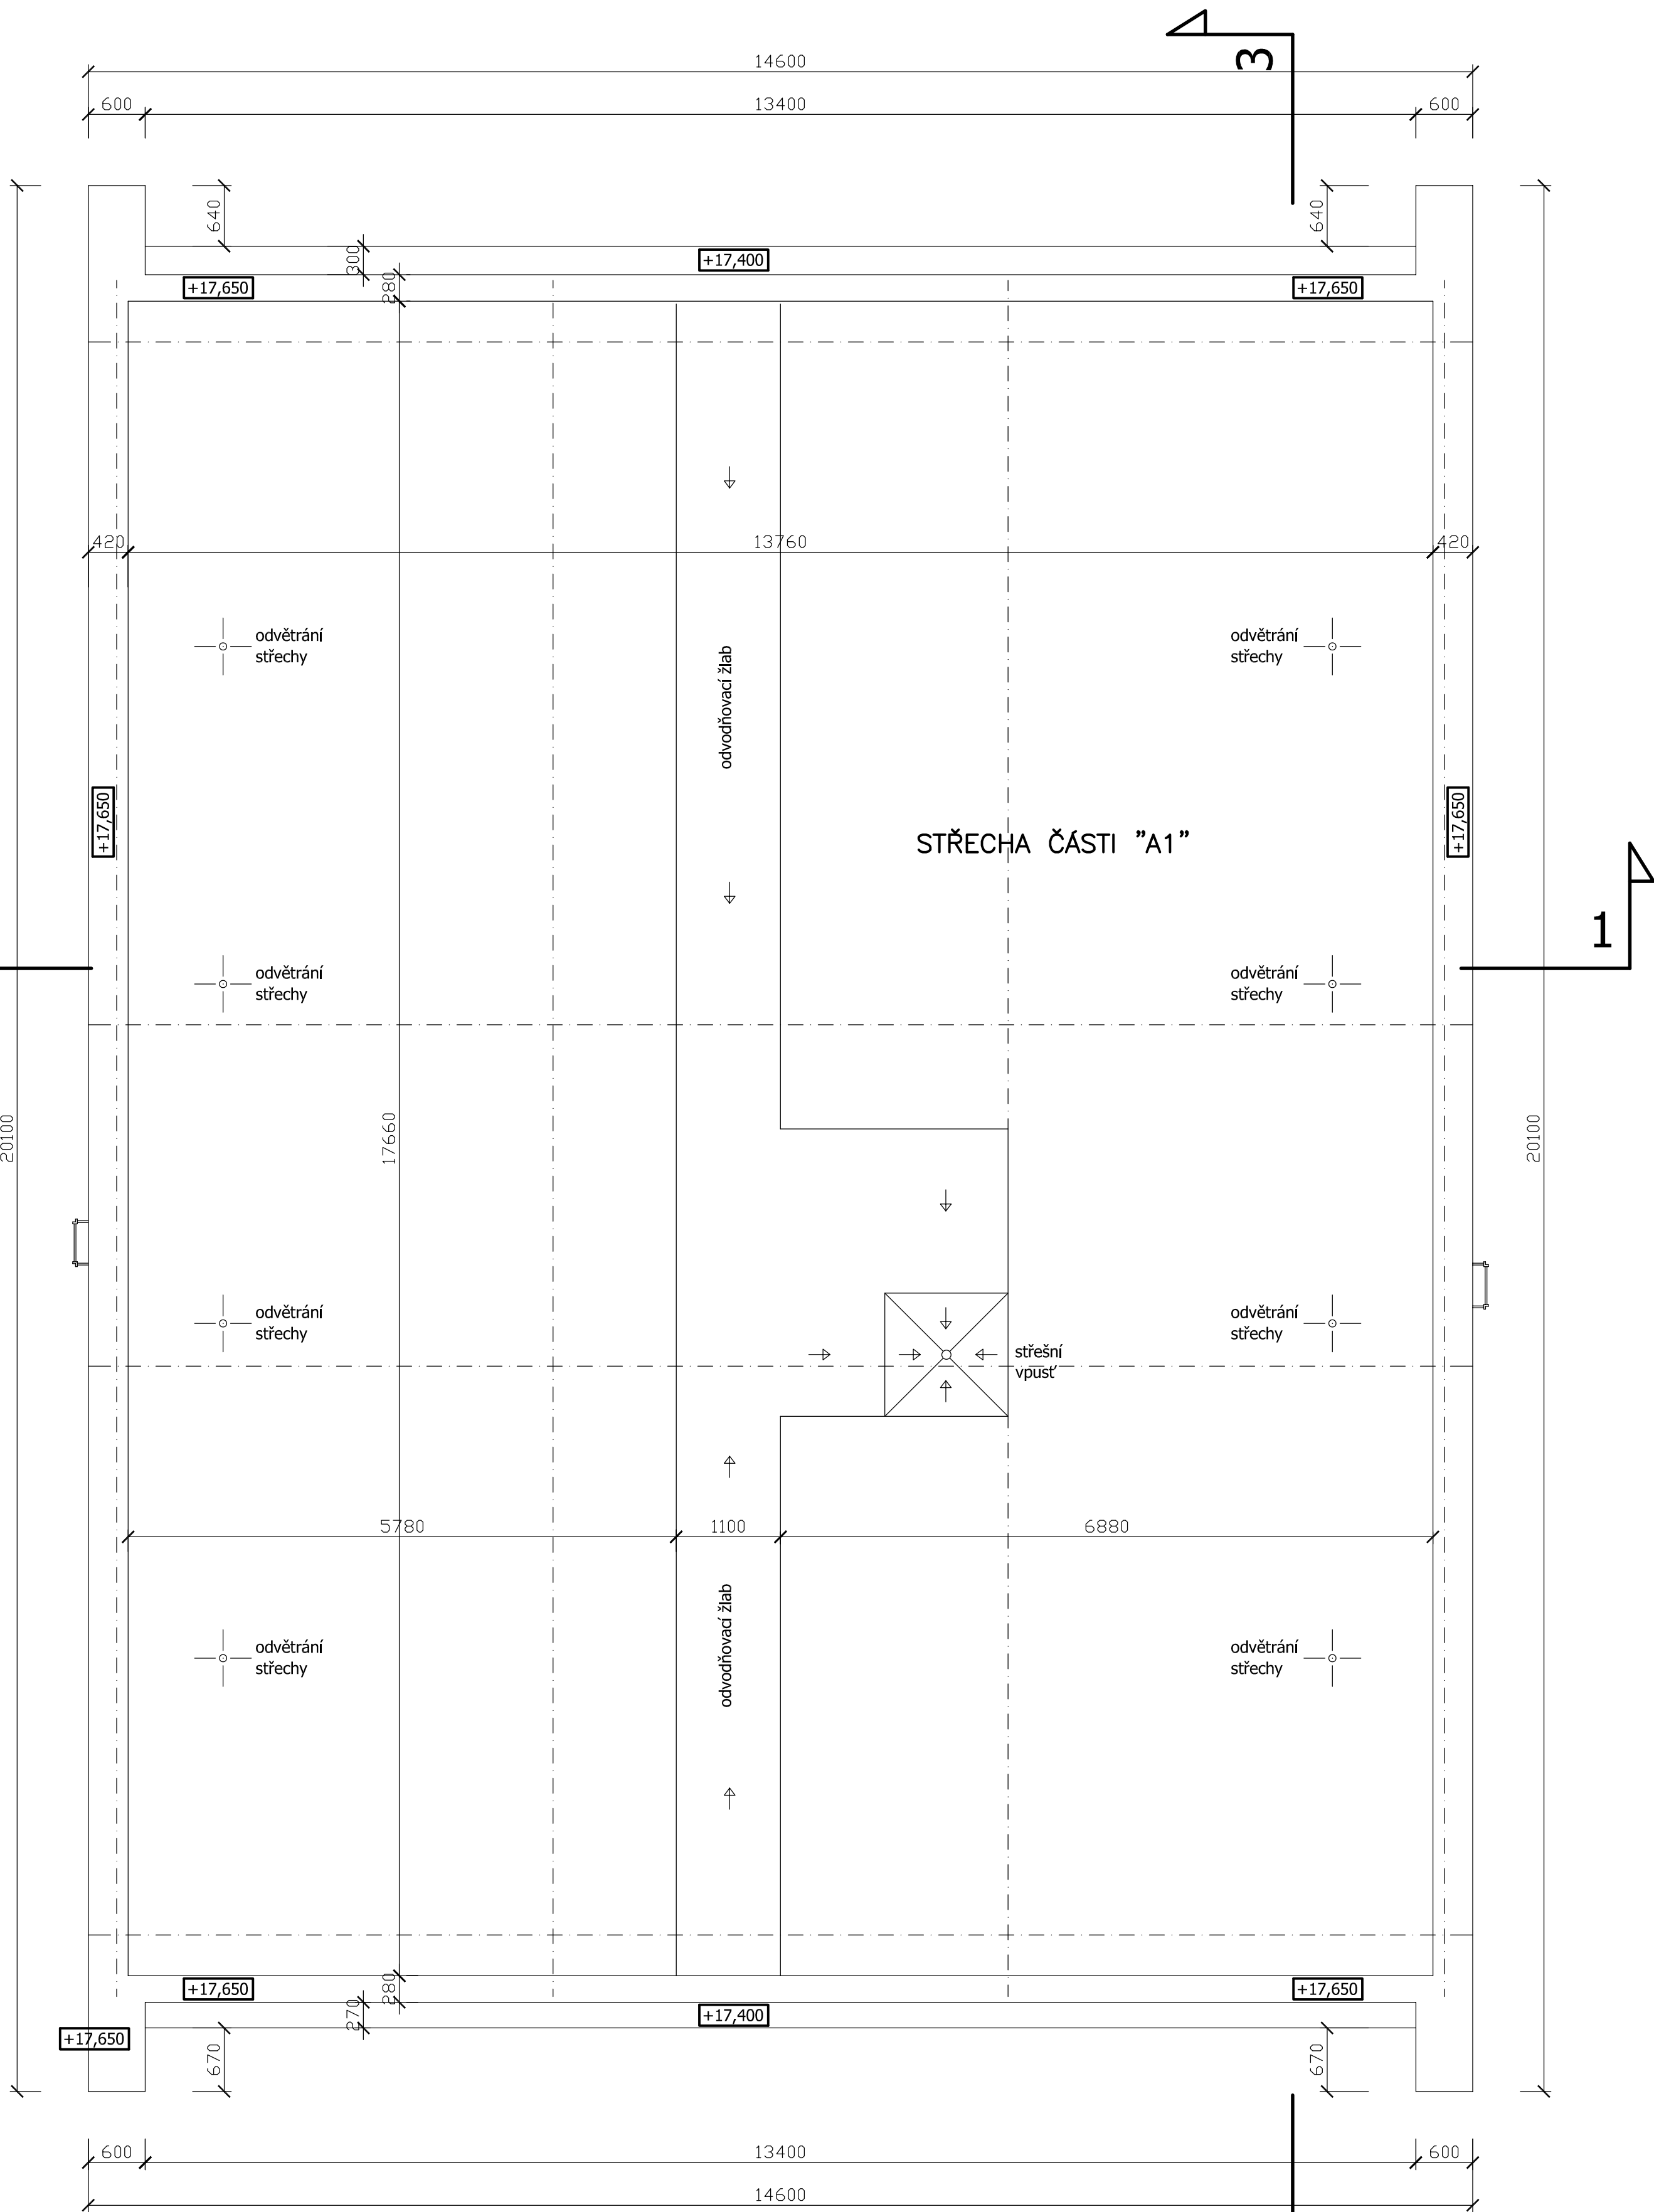 3
14600
600
13400
600
640
640
300
+17,400
280
+17,650
+17,650
420
13760
420
odvětrání
střechy
odvětrání
střechy
odvodňovací žlab
+17,650
+17,650
STŘECHA ČÁSTI "A1"
1
odvětrání
střechy
odvětrání
střechy
20100
17660
20100
odvětrání
střechy
odvětrání
střechy
střešní
vpusť
5780
1100
6880
odvodňovací žlab
odvětrání
střechy
odvětrání
střechy
280
+17,650
+17,650
270
+17,400
+17,650
670
670
600
13400
600
14600